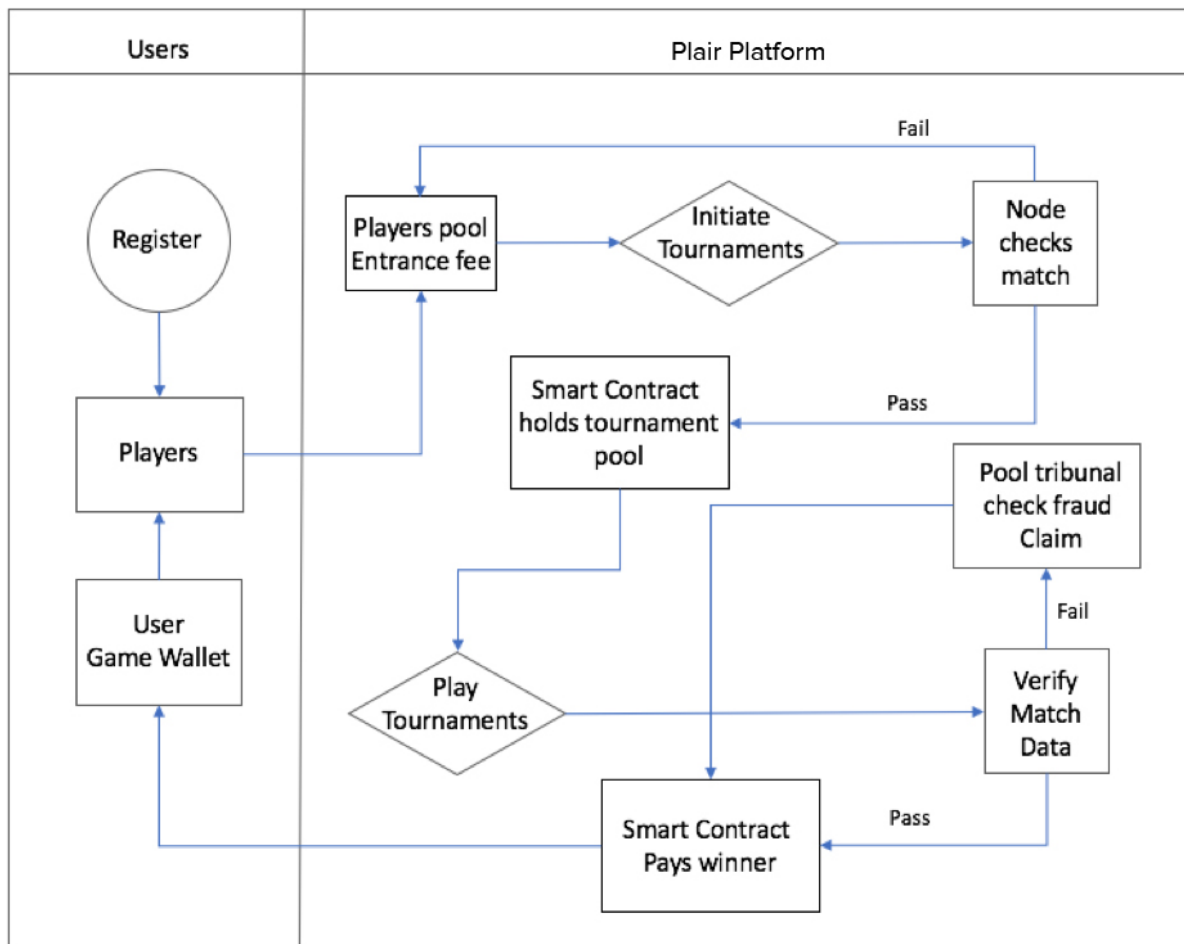 Users
Plair Platform
Fail
Register
Players pool
Entrance fee
Initiate
Tournaments
Node
checks
match
Smart Contract
holds tournament
pool
Pass
Players
Pool tribunal
check fraud
Claim
Fail
User
Game Wallet
Play
Tournaments
Verify
Match
Data
Smart Contract
Pays winner
Pass